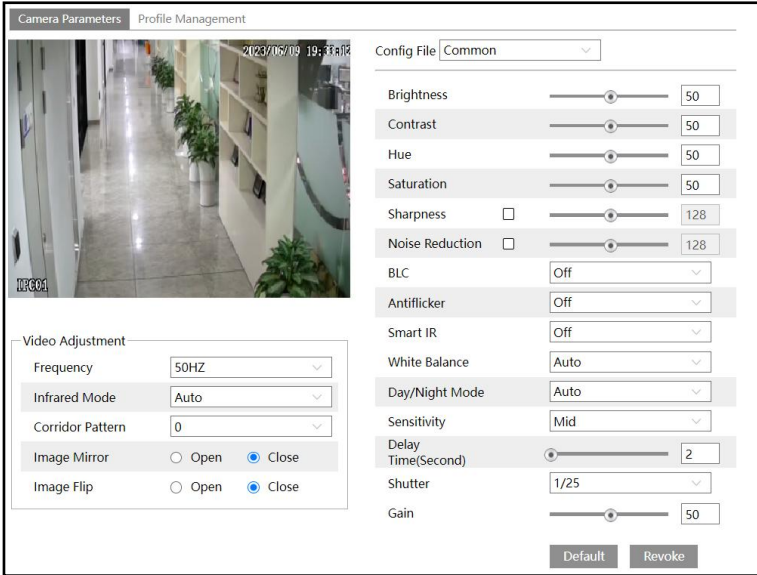 Camera Parameters Profile Management
2023/06/09 19:33:12
IPC01
Video Adjustment
Frequency 50HZ
Infrared Mode Auto
Corridor Pattern 0
Image Mirror Open Close
Image Flip Open Close
Config File Common
Brightness 50
Contrast 50
Hue 50
Saturation 50
Sharpness 128
Noise Reduction 128
BLC Off
Antiflicker Off
Smart IR Off
White Balance Auto
Day/Night Mode Auto
Sensitivity Mid
Delay
Time(Second) 2
Shutter 1/25
Gain 50
Default Revoke